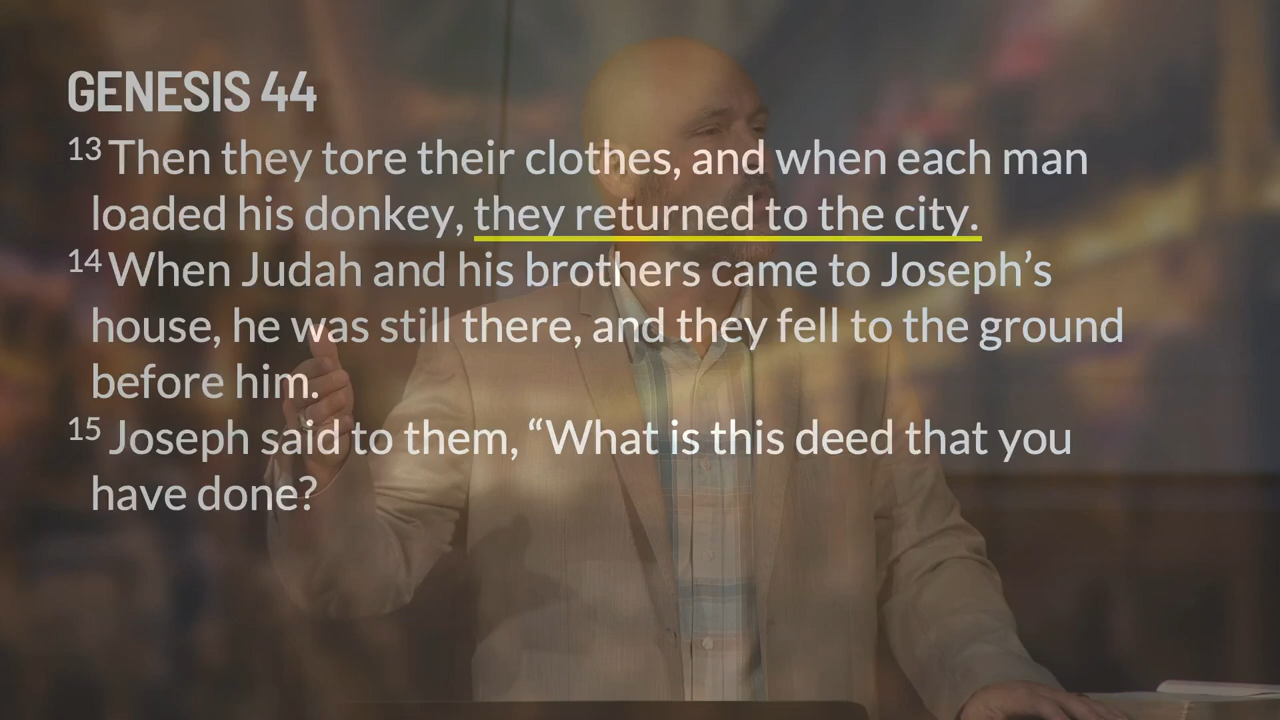 GENESIS 44
13 Then they tore their clothes, and when each man
loaded his donkey, they returned to the city.
14 When Judah and his brothers came to Joseph’s
house, he was still there, and they fell to the ground
before him.
15 Joseph said to them, “What is this deed that you
have done?